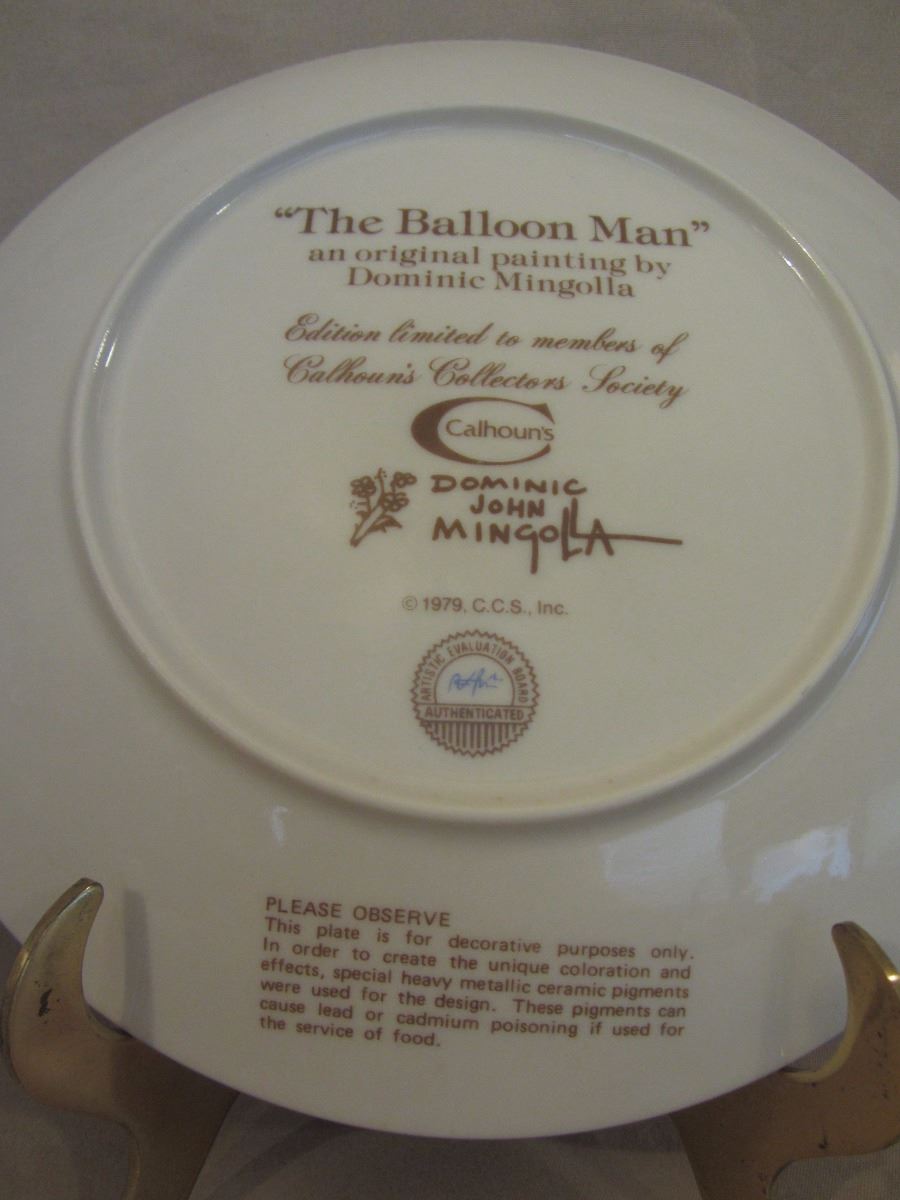 “The Balloon Man”
an original painting by
Dominic Mingolla
Edition limited to members of
Calhoun's Collectors Society
Calhoun's
DOMINIC
JOHN
MINGOLLA
© 1979, C.C.S., Inc.
ARTISTIC EVALUATION BOARD
AUTHENTICATED
PLEASE OBSERVE
This plate is for decorative purposes only.
In order to create the unique coloration and
effects, special heavy metallic ceramic pigments
were used for the design. These pigments can
cause lead or cadmium poisoning if used for
the service of food.